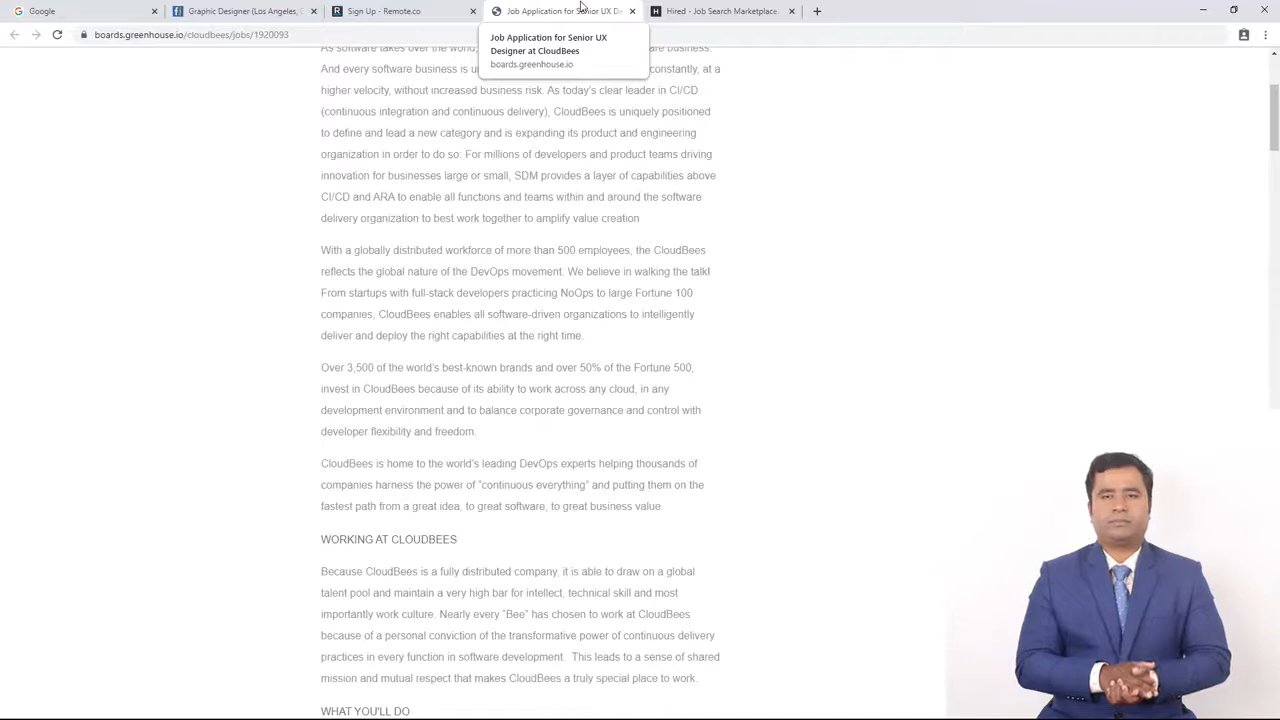 Google
Graphic Designer (Los Angeles, C
Sign Up - Remote.co
Job Application for Senior UX De
Hired - Job Search Marketplace
boards.greenhouse.io/cloudbees/jobs/1920093
Job Application for Senior UX
Designer at CloudBees
boards.greenhouse.io
As software takes over the world,
business.
And every software business is
constantly, at a
higher velocity, without increased business risk. As today's clear leader in CI/CD
(continuous integration and continuous delivery), CloudBees is uniquely positioned
to define and lead a new category and is expanding its product and engineering
organization in order to do so: For millions of developers and product teams driving
innovation for businesses large or small, SDM provides a layer of capabilities above
CI/CD and ARA to enable all functions and teams within and around the software
delivery organization to best work together to amplify value creation
With a globally distributed workforce of more than 500 employees, the CloudBees
reflects the global nature of the DevOps movement. We believe in walking the talk!
From startups with full-stack developers practicing NoOps to large Fortune 100
companies, CloudBees enables all software-driven organizations to intelligently
deliver and deploy the right capabilities at the right time.
Over 3,500 of the world's best-known brands and over 50% of the Fortune 500,
invest in CloudBees because of its ability to work across any cloud, in any
development environment and to balance corporate governance and control with
developer flexibility and freedom.
CloudBees is home to the world's leading DevOps experts helping thousands of
companies harness the power of "continuous everything" and putting them on the
fastest path from a great idea, to great software, to great business value.
WORKING AT CLOUDBEES
Because CloudBees is a fully distributed company, it is able to draw on a global
talent pool and maintain a very high bar for intellect, technical skill and most
importantly work culture. Nearly every "Bee" has chosen to work at CloudBees
because of a personal conviction of the transformative power of continuous delivery
practices in every function in software development. This leads to a sense of shared
mission and mutual respect that makes CloudBees a truly special place to work.
WHAT YOU'LL DO